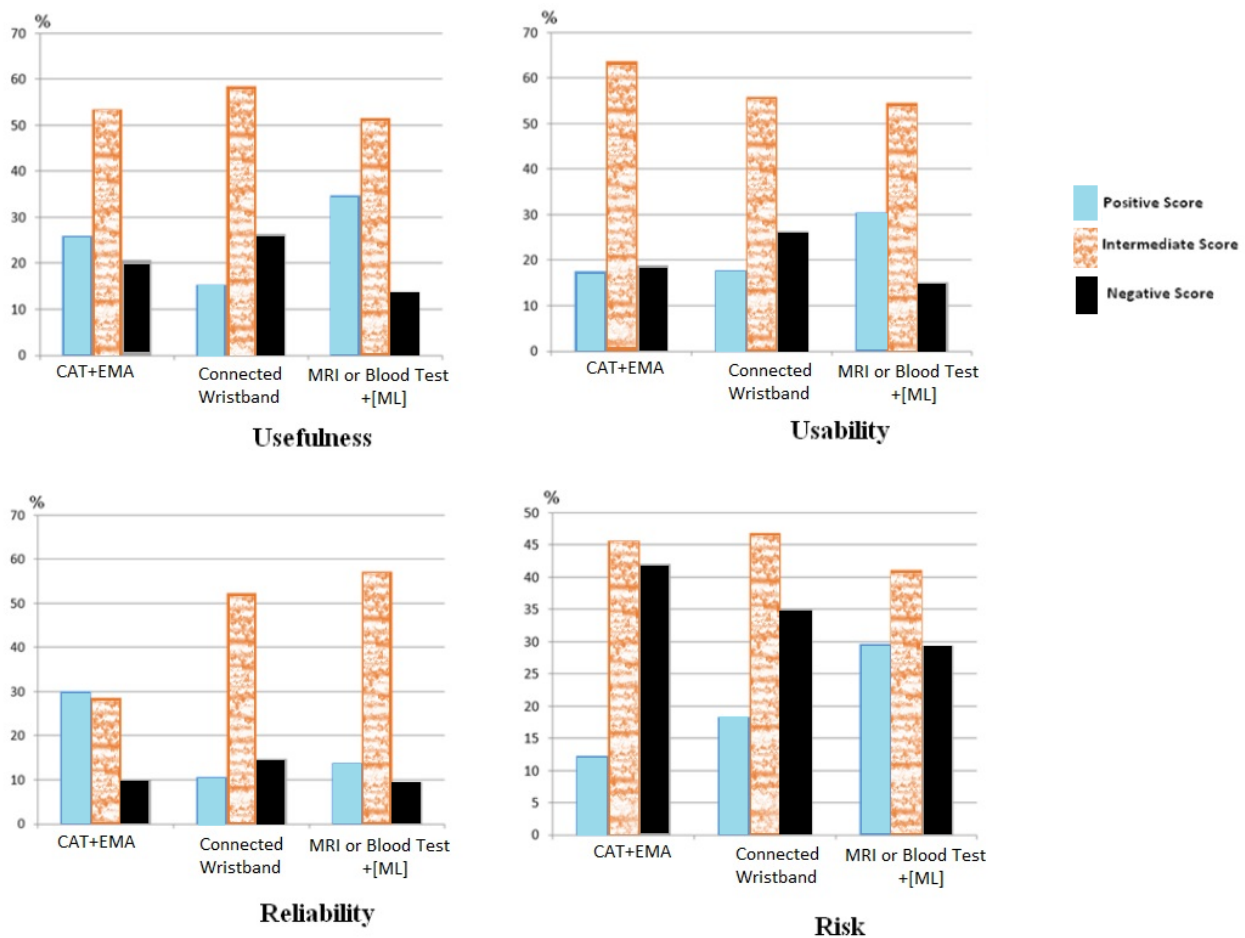 %
70
60
50
40
30
20
10
0
CAT+EMA
Connected
Wristband
MRI or Blood Test
+[ML]
Usefulness
%
70
60
50
40
30
20
10
0
CAT+EMA
Connected
Wristband
MRI or Blood Test
+[ML]
Usability
Positive Score
Intermediate Score
Negative Score
%
70
60
50
40
30
20
10
0
CAT+EMA
Connected
Wristband
MRI or Blood Test
+[ML]
Reliability
%
50
45
40
35
30
25
20
15
10
5
0
CAT+EMA
Connected
Wristband
MRI or Blood Test
+[ML]
Risk